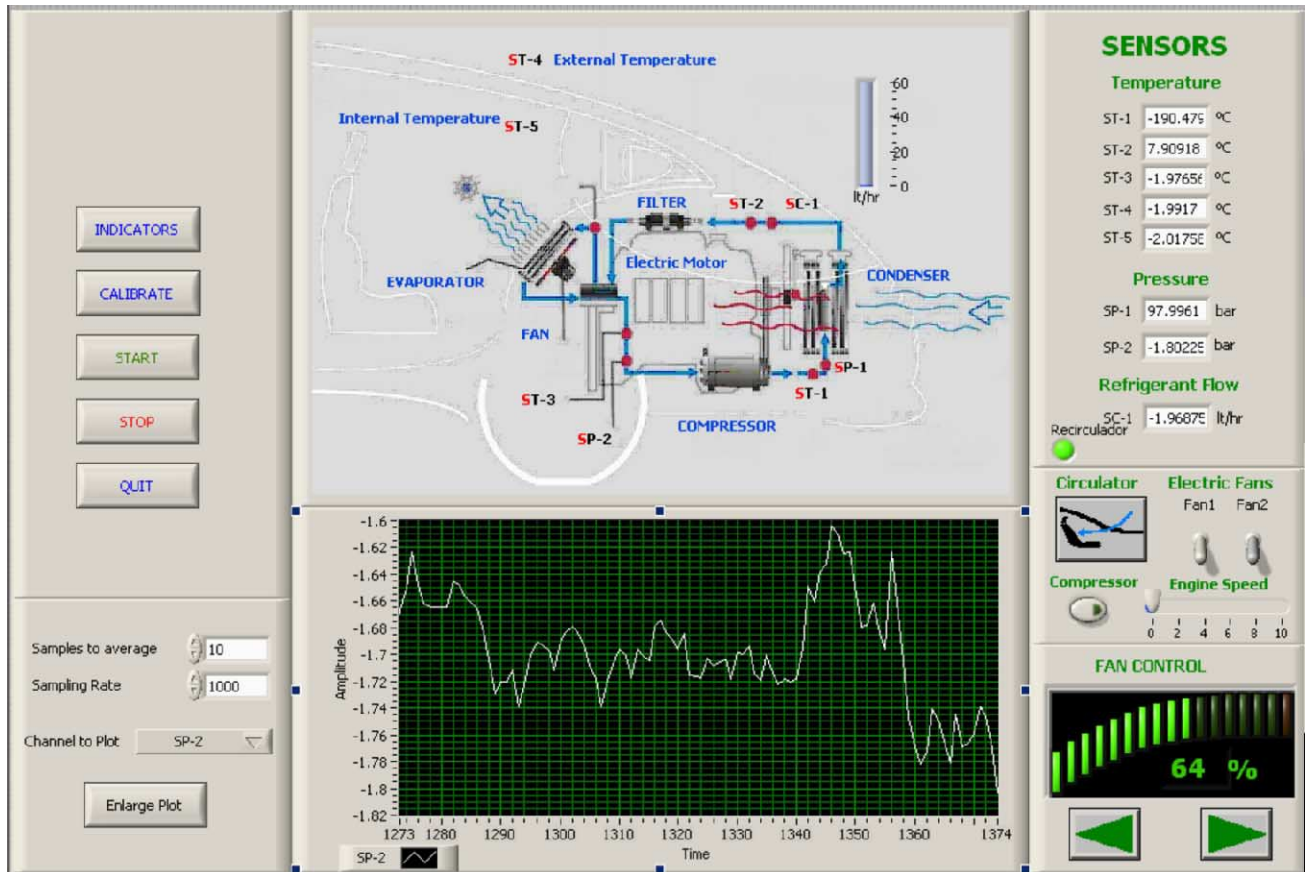 INDICATORS
CALIBRATE
START
STOP
QUIT
Samples to average 10
Sampling Rate 1000
Channel to Plot SP-2
Enlarge Plot
ST-4 External Temperature
Internal Temperature ST-5
60
40
20
0
lt/hr
FILTER
ST-2 SC-1
Electric Motor
EVAPORATOR
CONDENSER
FAN
SP-1
ST-3
ST-1
COMPRESSOR
SP-2
-1.6
-1.62
-1.64
-1.66
-1.68
-1.7
-1.72
-1.74
-1.76
-1.78
-1.8
-1.82
Amplitude
1273 1280 1290 1300 1310 1320 1330 1340 1350 1360 1374
Time
SP-2
SENSORS
Temperature
ST-1 -190.479 ºC
ST-2 7.90918 ºC
ST-3 -1.9765 ºC
ST-4 -1.9917 ºC
ST-5 -2.0175 ºC
Pressure
SP-1 97.9961 bar
SP-2 -1.8022 bar
Refrigerant Flow
SC-1 -1.9687 lt/hr
Recirculador
Circulator Electric Fans
Fan1 Fan2
Compressor Engine Speed
0 2 4 6 8 10
FAN CONTROL
64 %